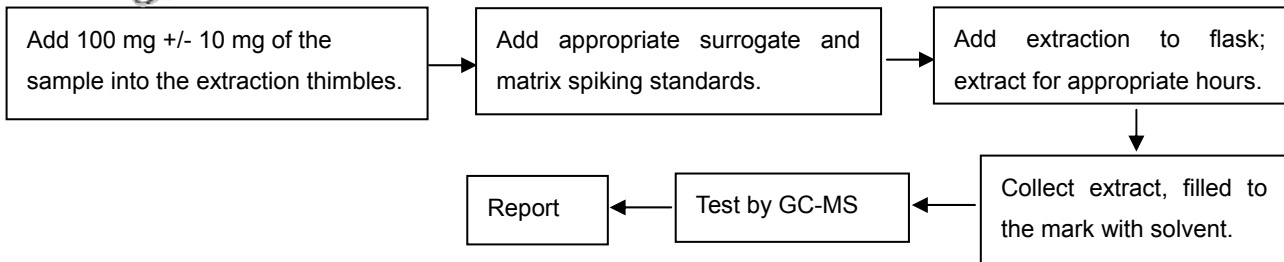 Add 100 mg +/- 10 mg of the
sample into the extraction thimbles.
Add appropriate surrogate and
matrix spiking standards.
Add extraction to flask;
extract for appropriate hours.
Collect extract, filled to
the mark with solvent.
Test by GC-MS
Report